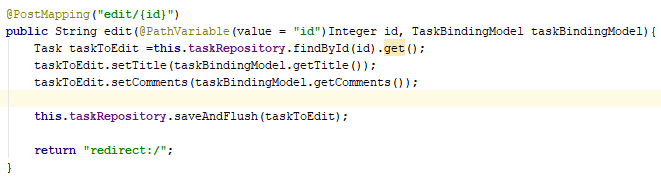 @PostMapping("edit/{id}")
public String edit(@PathVariable(value = "id")Integer id, TaskBindingModel taskBindingModel){
    Task taskToEdit =this.taskRepository.findById(id).get();
    taskToEdit.setTitle(taskBindingModel.getTitle());
    taskToEdit.setComments(taskBindingModel.getComments());
    this.taskRepository.saveAndFlush(taskToEdit);
    return "redirect:/";
}